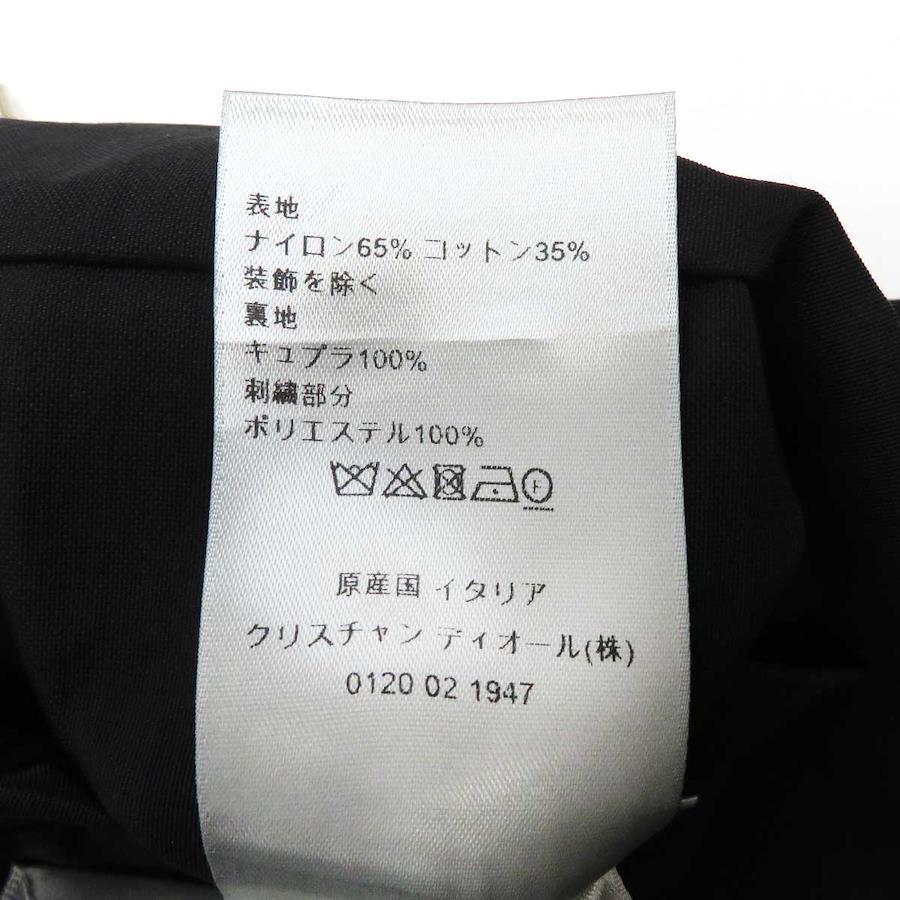 表地
ナイロン65% コットン35%
装飾を除く
裏地
キュプラ100%
刺繍部分
ポリエステル100%
F
原産国 イタリア
クリスチャン ディオール(株)
0120 02 1947